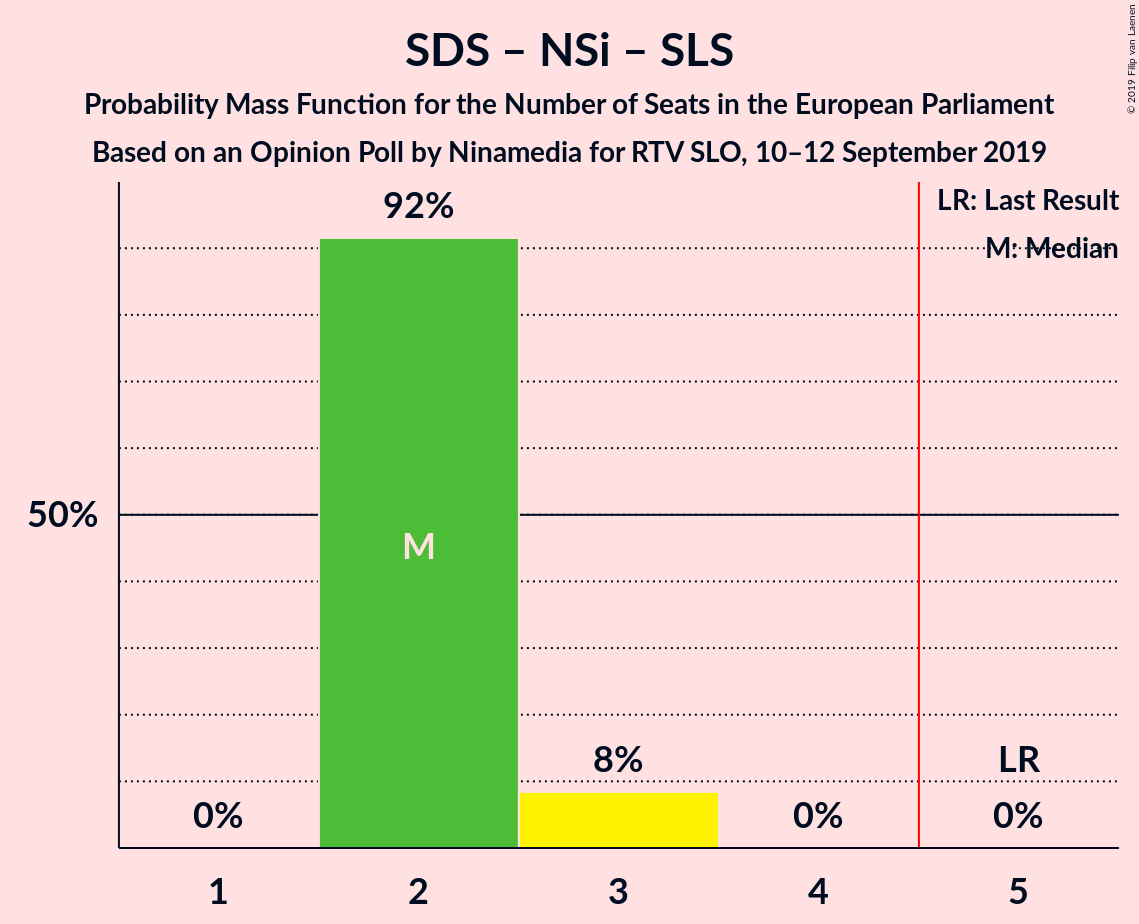 SDS – NSi – SLS
Probability Mass Function for the Number of Seats in the European Parliament
Based on an Opinion Poll by Ninamedia for RTV SLO, 10–12 September 2019
© 2019 Filip van Laenen
LR: Last Result
M: Median
92%
50%
M
8%
LR
0%
0%
0%
1 2 3 4 5